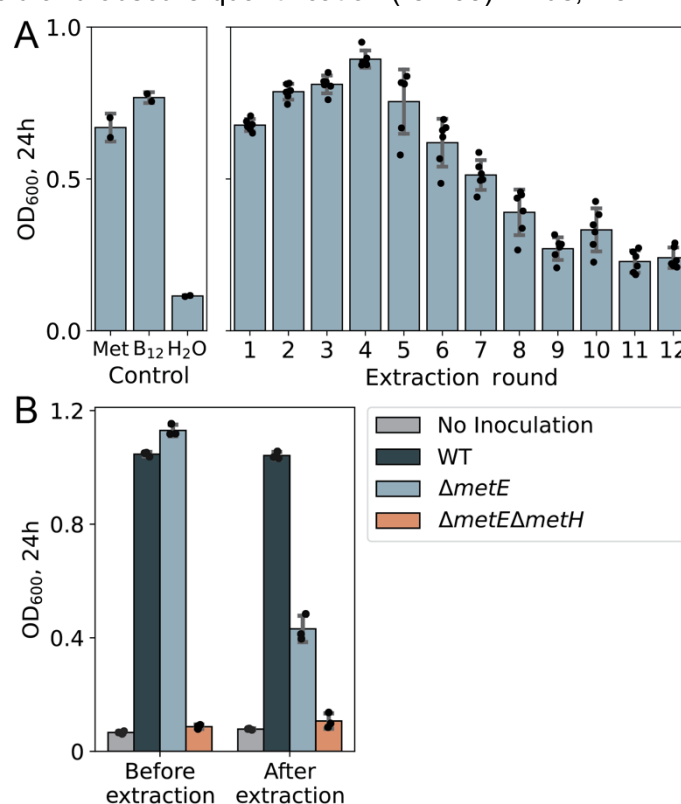 A
1.0
0.5
0.0
OD600, 24h
Met B12 H2O
Control
1 2 3 4 5 6 7 8 9 10 11 12
Extraction round
B
1.2
0.8
0.4
0
OD600, 24h
Before
extraction
After
extraction
No Inoculation
WT
ΔmetE
ΔmetEΔmetH